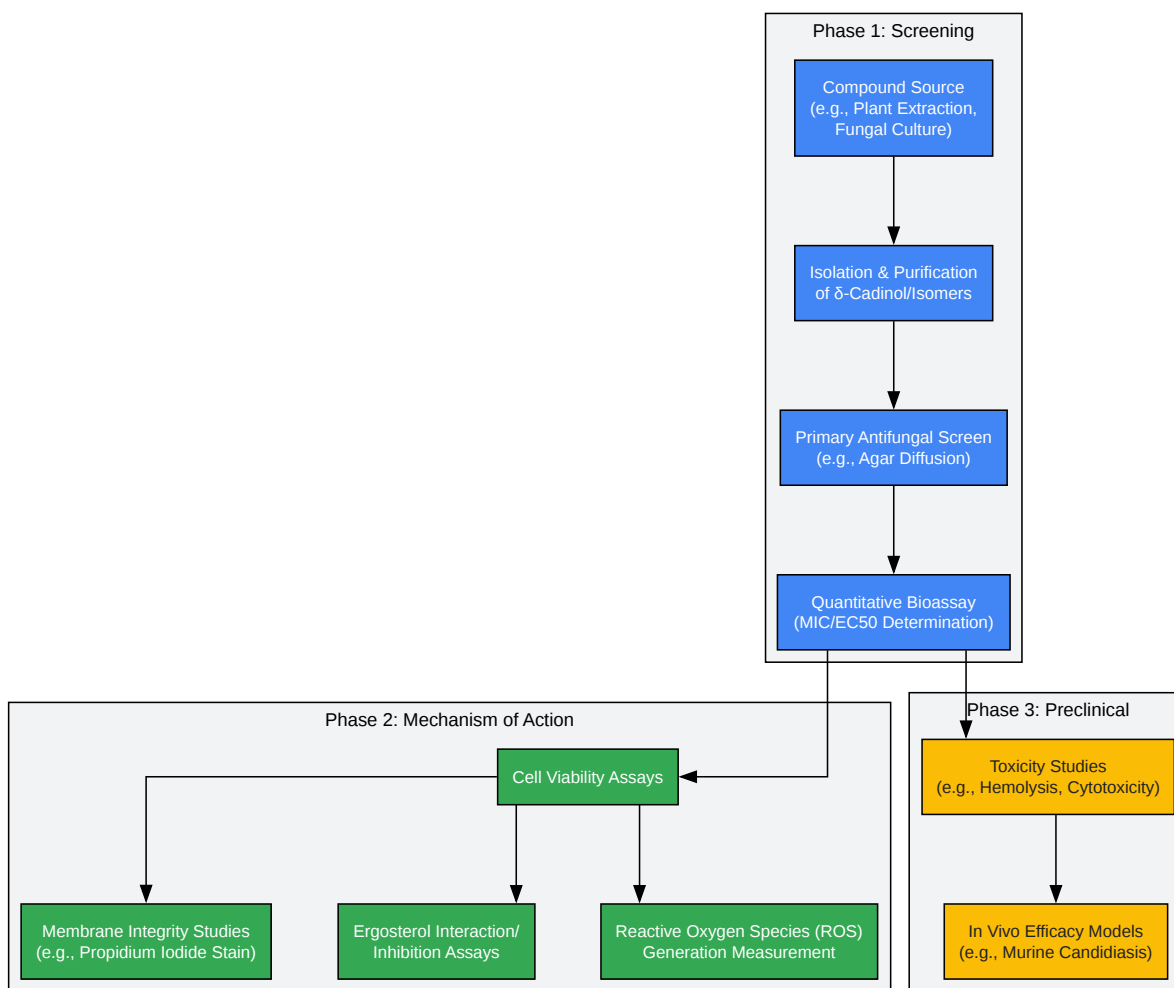 Phase 1: Screening
Compound Source
(e.g., Plant Extraction,
Fungal Culture)
Isolation & Purification
of δ-Cadinol/Isomers
Primary Antifungal Screen
(e.g., Agar Diffusion)
Quantitative Bioassay
(MIC/EC50 Determination)
Phase 2: Mechanism of Action
Cell Viability Assays
Membrane Integrity Studies
(e.g., Propidium Iodide Stain)
Ergosterol Interaction/
Inhibition Assays
Reactive Oxygen Species (ROS)
Generation Measurement
Phase 3: Preclinical
Toxicity Studies
(e.g., Hemolysis, Cytotoxicity)
In Vivo Efficacy Models
(e.g., Murine Candidiasis)